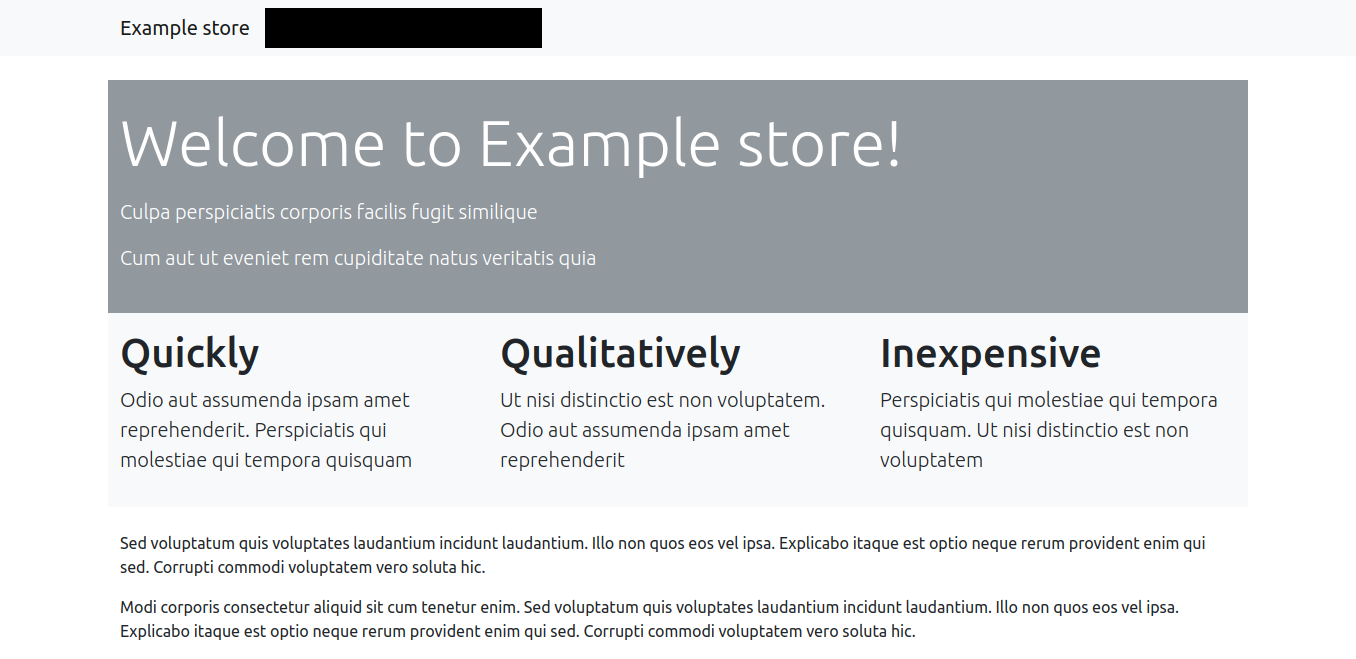 Example store
Welcome to Example store!
Culpa perspiciatis corporis facilis fugit similique
Cum aut ut eveniet rem cupiditate natus veritatis quia
Quickly
Odio aut assumenda ipsam amet
reprehenderit. Perspiciatis qui
molestiae qui tempora quisquam
Qualitatively
Ut nisi distinctio est non voluptatem.
Odio aut assumenda ipsam amet
reprehenderit
Inexpensive
Perspiciatis qui molestiae qui tempora
quisquam. Ut nisi distinctio est non
voluptatem
Sed voluptatum quis voluptates laudantium incidunt laudantium. Illo non quos eos vel ipsa. Explicabo itaque est optio neque rerum provident enim qui
sed. Corrupti commodi voluptatem vero soluta hic.
Modi corporis consectetur aliquid sit cum tenetur enim. Sed voluptatum quis voluptates laudantium incidunt laudantium. Illo non quos eos vel ipsa.
Explicabo itaque est optio neque rerum provident enim qui sed. Corrupti commodi voluptatem vero soluta hic.